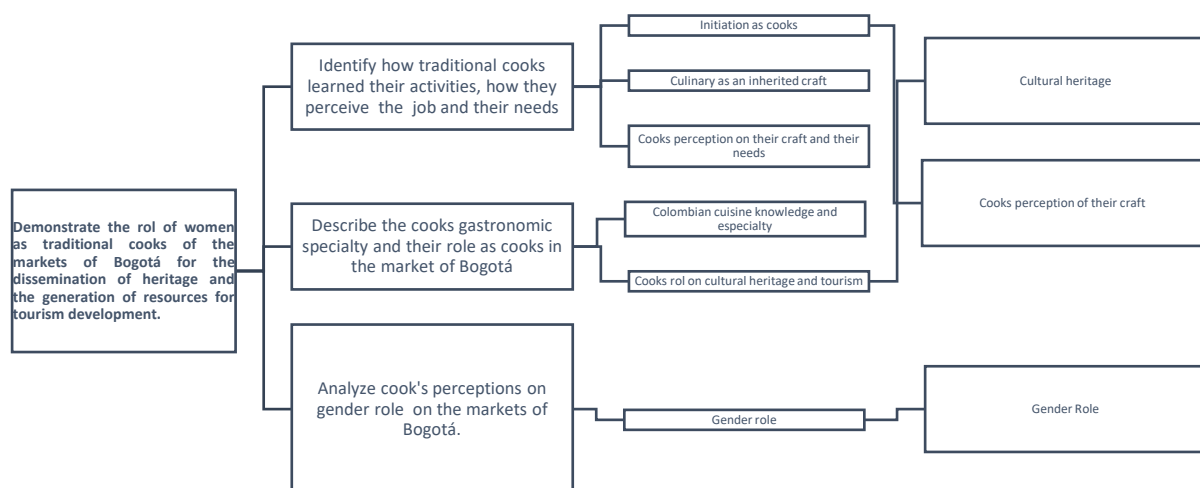 Demonstrate the rol of women
as traditional cooks of the
markets of Bogotá for the
dissemination of heritage and
the generation of resources for
tourism development.
Identify how traditional cooks
learned their activities, how they
perceive the job and their needs
Describe the cooks gastronomic
specialty and their role as cooks in
the market of Bogotá
Analyze cook's perceptions on
gender role on the markets of
Bogotá.
Initiation as cooks
Culinary as an inherited craft
Cooks perception on their craft and their
needs
Colombian cuisine knowledge and
especialty
Cooks rol on cultural heritage and tourism
Gender role
Cultural heritage
Cooks perception of their craft
Gender Role